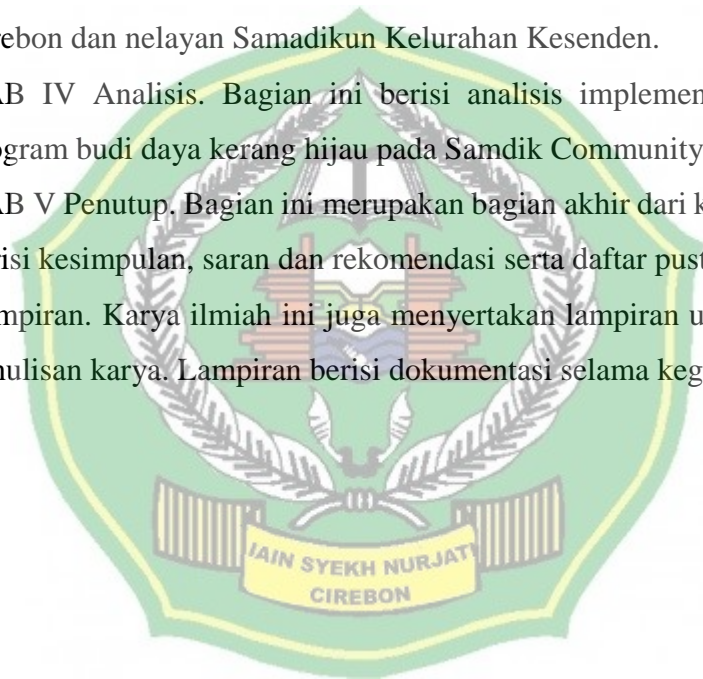 rebon dan nelayan Samadikun Kelurahan Kesenden.
AB IV Analisis. Bagian ini berisi analisis implemen
ogram budi daya kerang hijau pada Samdik Community
AB V Penutup. Bagian ini merupakan bagian akhir dari k
risi kesimpulan, saran dan rekomendasi serta daftar pust
mpiran. Karya ilmiah ini juga menyertakan lampiran u
nulisan karya. Lampiran berisi dokumentasi selama keg
IAIN SYEKH NURJATI
CIREBON